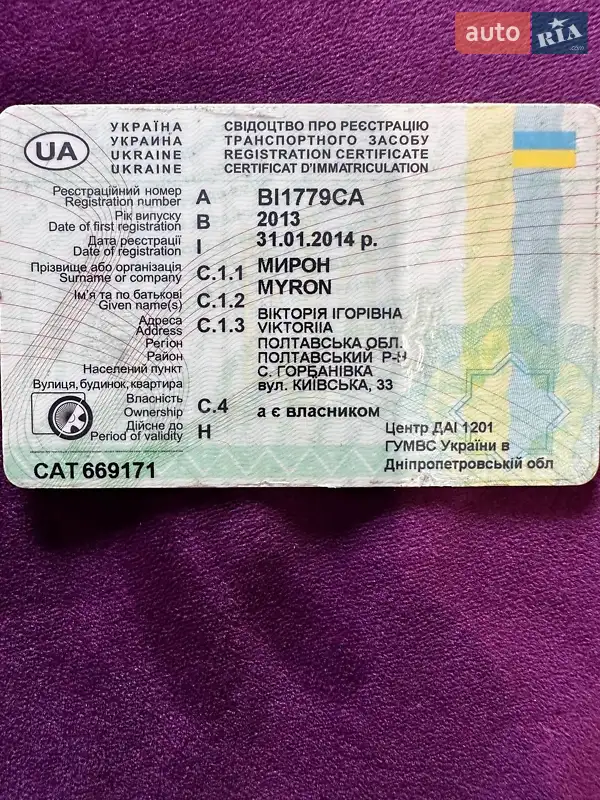 auto RIA .com
UA
УКРАЇНА
УКРАИНА
UKRAINE
UKRAINE
СВІДОЦТВО ПРО РЕЄСТРАЦІЮ
ТРАНСПОРТНОГО ЗАСОБУ
REGISTRATION CERTIFICATE
CERTIFICAT D'IMMATRICULATION
Реєстраційний номер
Registration number A ВІ1779СА
Рік випуску
Date of first registration B 2013
Дата реєстрації
Date of registration I 31.01.2014 р.
Прізвище або організація
Surname or company C.1.1 МИРОН
MYRON
Ім'я та по батькові
Given name(s) C.1.2 ВІКТОРІЯ ІГОРІВНА
VIKTORIIA
Адреса
Address C.1.3
Регіон ПОЛТАВСЬКА ОБЛ.
Район ПОЛТАВСЬКИЙ Р-Н
Населений пункт С. ГОРБАНІВКА
Вулиця, будинок, квартира вул. КИЇВСЬКА, 33
Власність
Ownership C.4 а є власником
Дійсне до
Period of validity H
Центр ДАІ 1201
ГУМВС України в
Дніпропетровській обл
САТ 669171